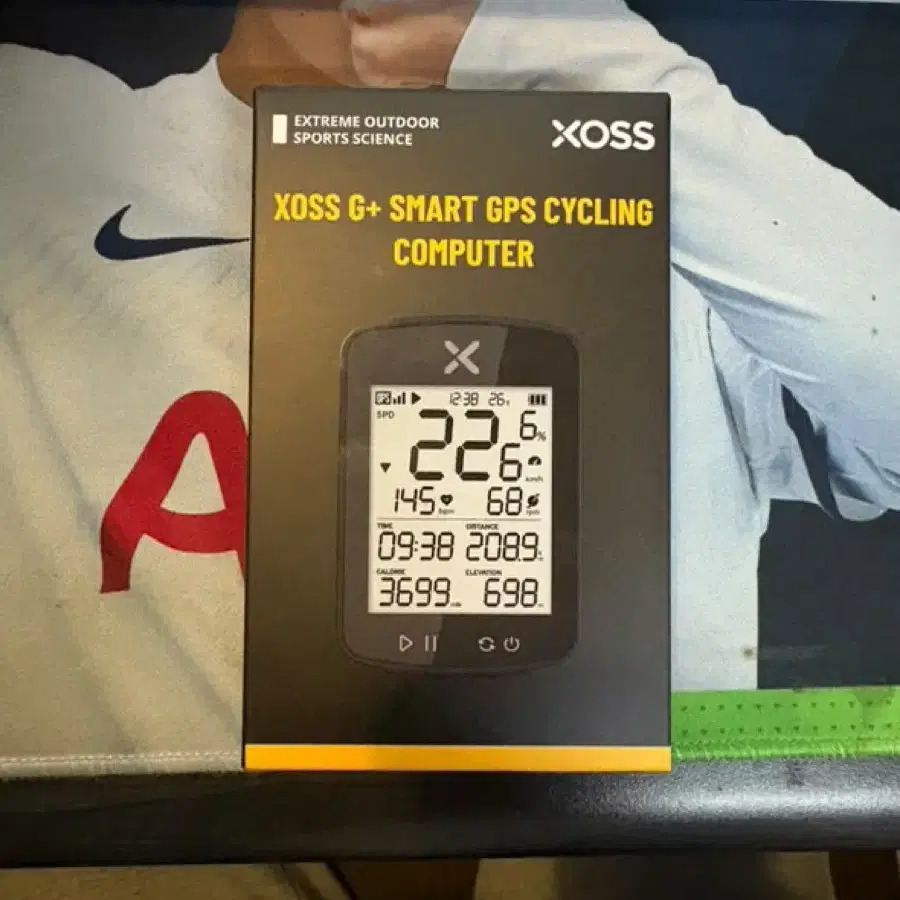 EXTREME OUTDOOR
SPORTS SCIENCE
XOSS
XOSS G+ SMART GPS CYCLING
COMPUTER
GPS 12:38 26
SPD
22.6 6%
km/h
145 bpm 68 rpm
TIME DISTANCE
09:38 208.9
CALORIE ELEVATION
3699 698
A